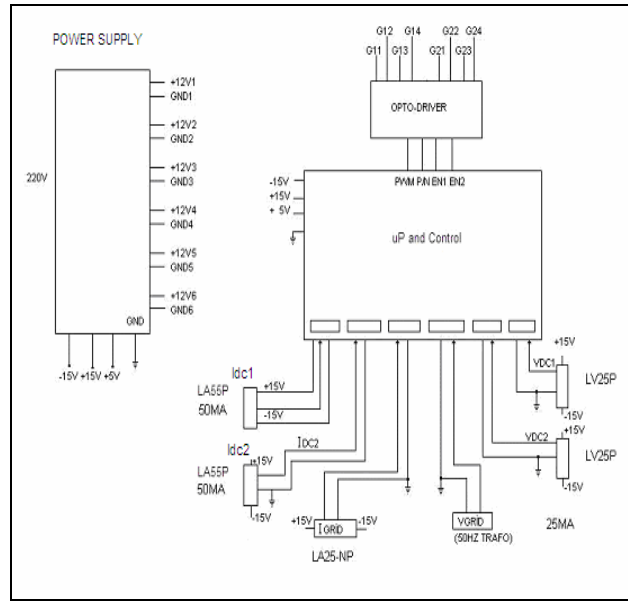 POWER SUPPLY
220V
+12V1
GND1
+12V2
GND2
+12V3
GND3
+12V4
GND4
+12V5
GND5
+12V6
GND6
GND
-15V +15V +5V
G11 G12 G13 G14 G21 G22 G23 G24
OPTO-DRIVER
PWM P/N EN1 EN2
-15V
+15V
+ 5V
uP and Control
Idc1
LA55P
50MA
+15V
-15V
Idc2
LA55P
50MA
+15V
-15V
IDC2
+15V
I GRID
-15V
LA25-NP
VGRID
(50HZ TRAFO)
VDC1
+15V
LV25P
-15V
VDC2
+15V
LV25P
-15V
25MA